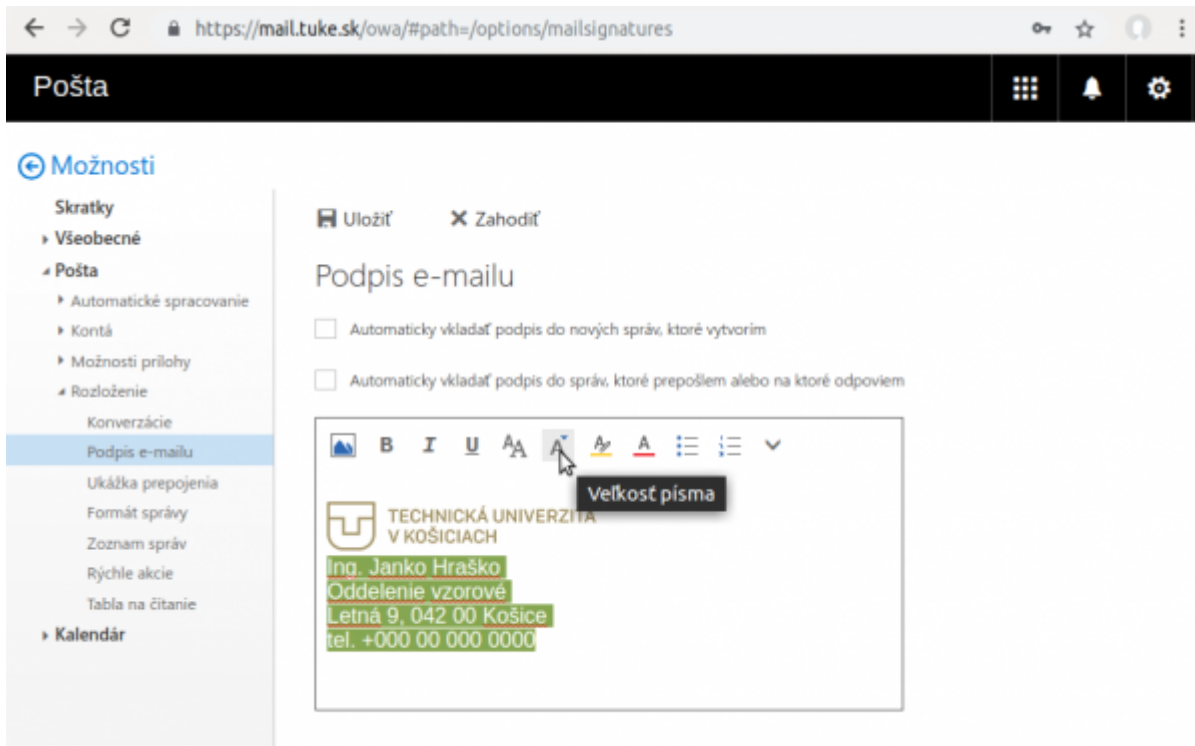 https://mail.tuke.sk/owa/#path=/options/mailsignatures
Pošta
Možnosti
Skratky
Všeobecné
Pošta
Automatické spracovanie
Kontá
Možnosti prílohy
Rozloženie
Konverzácie
Podpis e-mailu
Ukážka prepojenia
Formát správy
Zoznam správ
Rýchle akcie
Tabla na čítanie
Kalendár
Uložiť Zahodiť
Podpis e-mailu
Automaticky vkladať podpis do nových správ, ktoré vytvorím
Automaticky vkladať podpis do správ, ktoré prepošlem alebo na ktoré odpoviem
B I U AA A A A
Veľkosť písma
TECHNICKÁ UNIVERZITA
V KOŠICIACH
Ing. Janko Hraško
Oddelenie vzorové
Letná 9, 042 00 Košice
tel. +000 00 000 0000